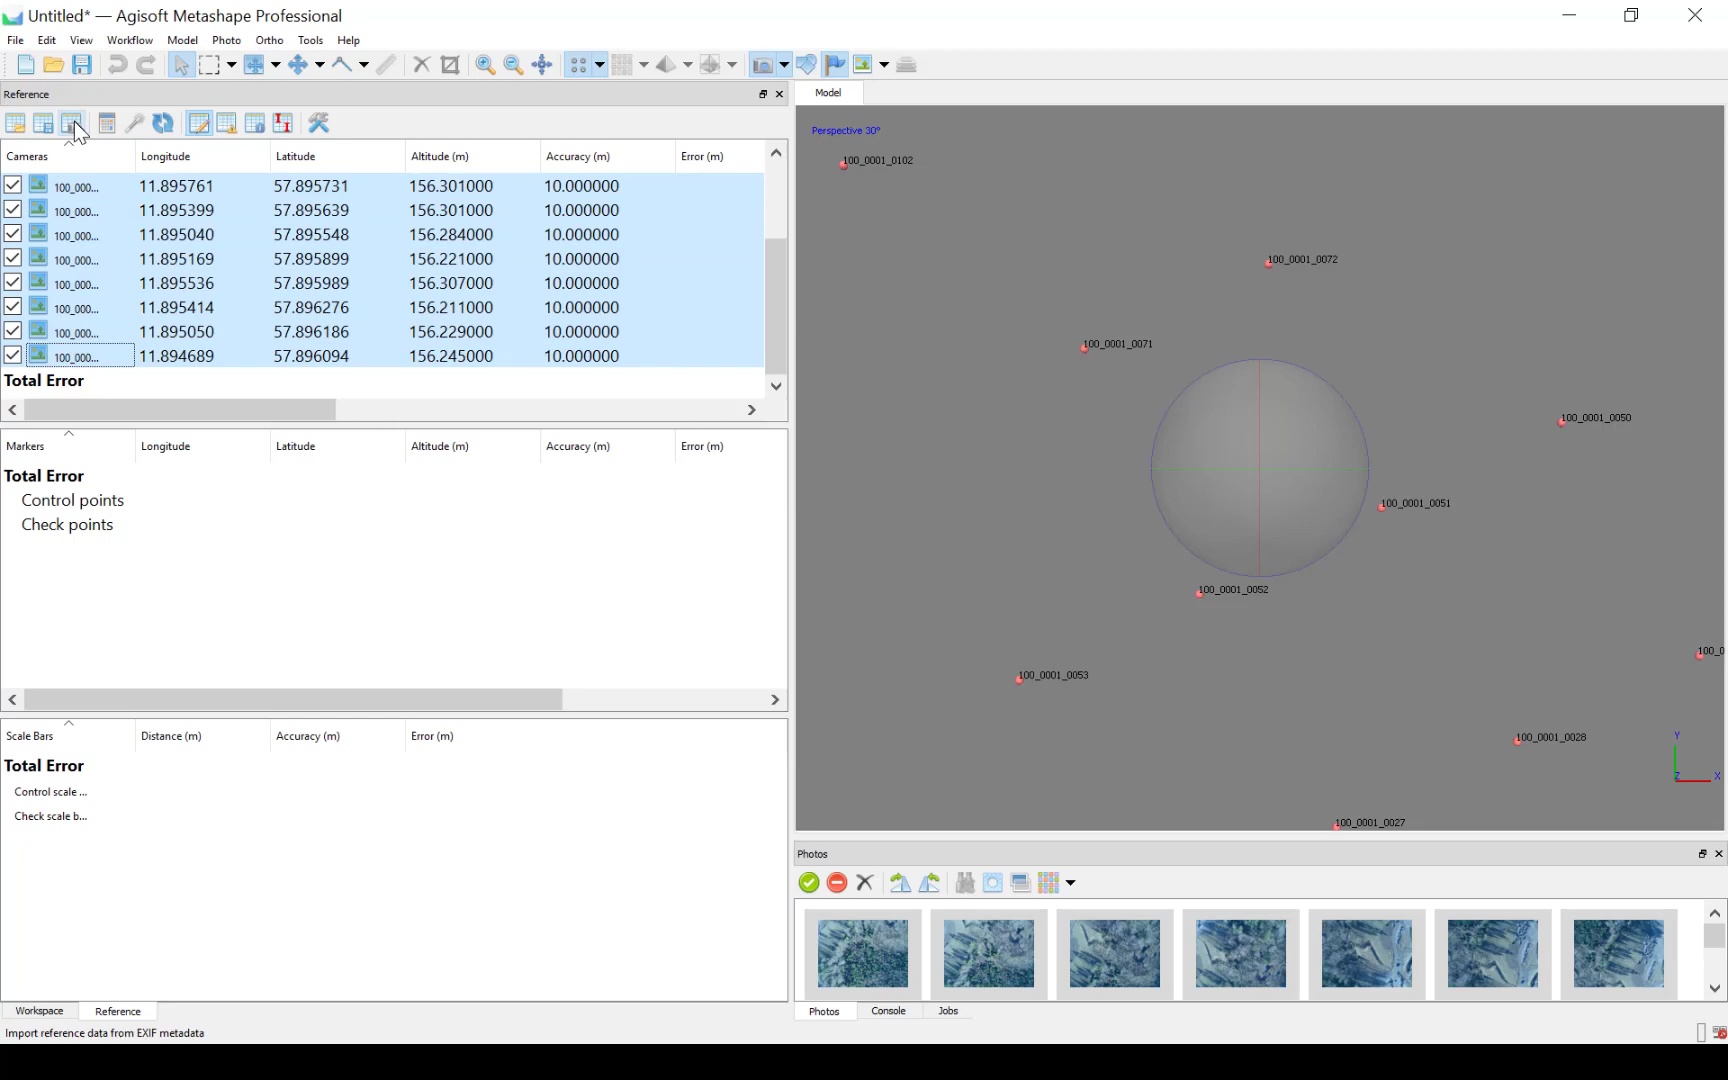 Untitled* — Agisoft Metashape Professional
File Edit View Workflow Model Photo Ortho Tools Help
Reference
Cameras Longitude Latitude Altitude (m) Accuracy (m) Error (m)
100_000... 11.895761 57.895731 156.301000 10.000000
100_000... 11.895399 57.895639 156.301000 10.000000
100_000... 11.895040 57.895548 156.284000 10.000000
100_000... 11.895169 57.895899 156.221000 10.000000
100_000... 11.895536 57.895989 156.307000 10.000000
100_000... 11.895414 57.896276 156.211000 10.000000
100_000... 11.895050 57.896186 156.229000 10.000000
100_000... 11.894689 57.896094 156.245000 10.000000
Total Error
Markers Longitude Latitude Altitude (m) Accuracy (m) Error (m)
Total Error
Control points
Check points
Scale Bars Distance (m) Accuracy (m) Error (m)
Total Error
Control scale ...
Check scale b...
Workspace Reference
Import reference data from EXIF metadata
Model
Perspective 30°
100_0001_0102
100_0001_0072
100_0001_0071
100_0001_0050
100_0001_0051
100_0001_0052
100_0001_0053
100_0
100_0001_0028
Y
Z X
100_0001_0027
Photos
Photos Console Jobs